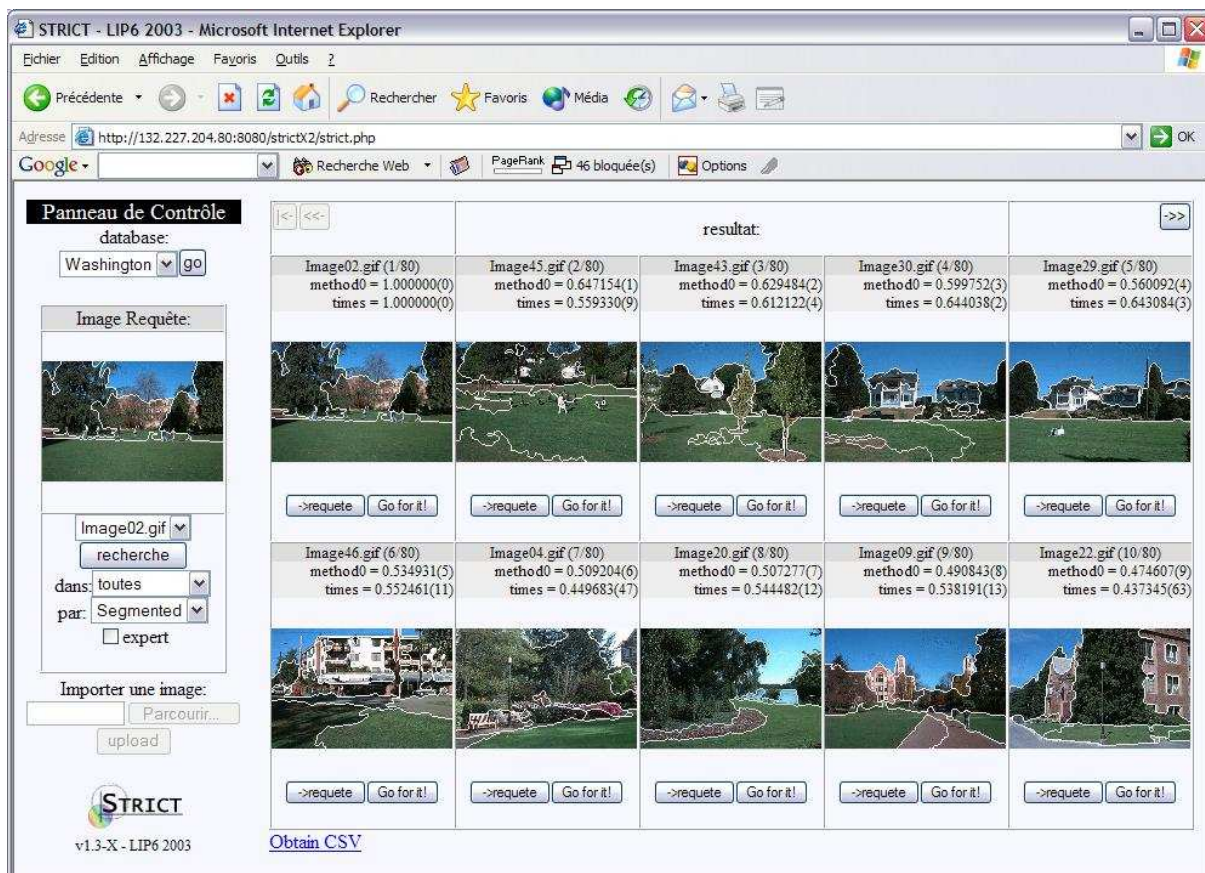 STRICT - LIP6 2003 - Microsoft Internet Explorer
Fichier Edition Affichage Favoris Outils ?
Précédente Rechercher Favoris Média
Adresse http://132.227.204.80:8080/strictX2/strict.php OK
Google Recherche Web PageRank 46 bloquée(s) Options
Panneau de Contrôle
database:
Washington go
Image Requête:
Image02.gif
recherche
dans: toutes
par: Segmented
expert
Importer une image:
Parcourir...
upload
STRICT
v1.3-X - LIP6 2003
|<- <<- resultat: ->>
Image02.gif (1/80)
method0 = 1.000000(0)
times = 1.000000(0)
->requete Go for it!
Image45.gif (2/80)
method0 = 0.647154(1)
times = 0.559330(9)
->requete Go for it!
Image43.gif (3/80)
method0 = 0.629484(2)
times = 0.612122(4)
->requete Go for it!
Image30.gif (4/80)
method0 = 0.599752(3)
times = 0.644038(2)
->requete Go for it!
Image29.gif (5/80)
method0 = 0.560092(4)
times = 0.643084(3)
->requete Go for it!
Image46.gif (6/80)
method0 = 0.534931(5)
times = 0.552461(11)
->requete Go for it!
Image04.gif (7/80)
method0 = 0.509204(6)
times = 0.449683(47)
->requete Go for it!
Image20.gif (8/80)
method0 = 0.507277(7)
times = 0.544482(12)
->requete Go for it!
Image09.gif (9/80)
method0 = 0.490843(8)
times = 0.538191(13)
->requete Go for it!
Image22.gif (10/80)
method0 = 0.474607(9)
times = 0.437345(63)
->requete Go for it!
Obtain CSV